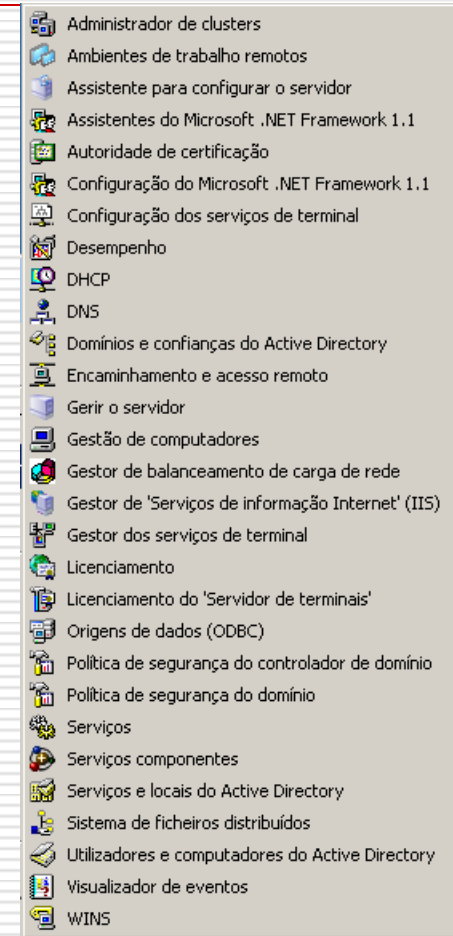 Administrador de clusters
Ambientes de trabalho remotos
Assistente para configurar o servidor
Assistentes do Microsoft .NET Framework 1.1
Autoridade de certificação
Configuração do Microsoft .NET Framework 1.1
Configuração dos serviços de terminal
Desempenho
DHCP
DNS
Domínios e confianças do Active Directory
Encaminhamento e acesso remoto
Gerir o servidor
Gestão de computadores
Gestor de balanceamento de carga de rede
Gestor de 'Serviços de informação Internet' (IIS)
Gestor dos serviços de terminal
Licenciamento
Licenciamento do 'Servidor de terminais'
Origens de dados (ODBC)
Política de segurança do controlador de domínio
Política de segurança do domínio
Serviços
Serviços componentes
Serviços e locais do Active Directory
Sistema de ficheiros distribuídos
Utilizadores e computadores do Active Directory
Visualizador de eventos
WINS